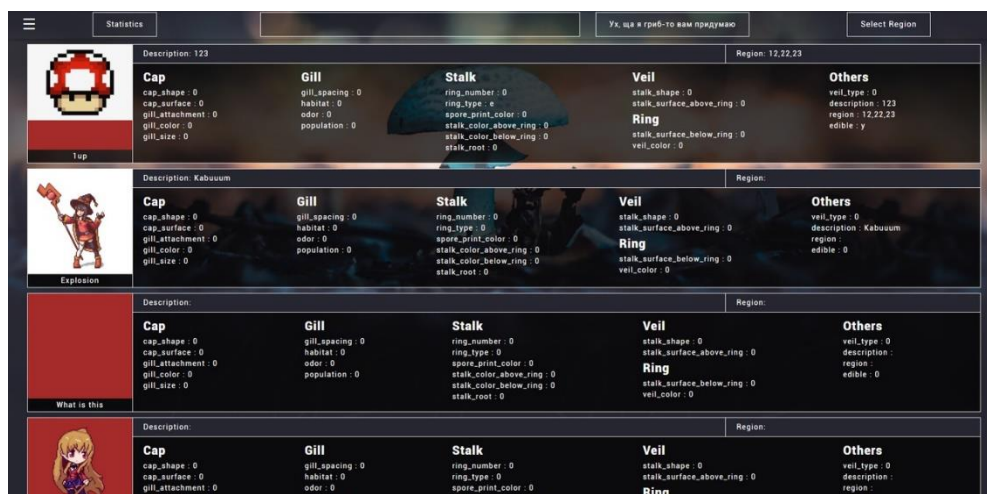 Statistics
Ух, ща я гриб-то вам придумаю
Select Region
Description: 123
Region: 12,22,23
Cap
cap_shape : 0
cap_surface : 0
gill_attachment : 0
gill_color : 0
gill_size : 0
Gill
gill_spacing : 0
habitat : 0
odor : 0
population : 0
Stalk
ring_number : 0
ring_type : e
spore_print_color : 0
stalk_color_above_ring : 0
stalk_color_below_ring : 0
stalk_root : 0
Veil
stalk_shape : 0
stalk_surface_above_ring : 0
Ring
stalk_surface_below_ring : 0
veil_color : 0
Others
veil_type : 0
description : 123
region : 12,22,23
edible : y
1up
Description: Kabuuum
Region:
Cap
cap_shape : 0
cap_surface : 0
gill_attachment : 0
gill_color : 0
gill_size : 0
Gill
gill_spacing : 0
habitat : 0
odor : 0
population : 0
Stalk
ring_number : 0
ring_type : 0
spore_print_color : 0
stalk_color_above_ring : 0
stalk_color_below_ring : 0
stalk_root : 0
Veil
stalk_shape : 0
stalk_surface_above_ring : 0
Ring
stalk_surface_below_ring : 0
veil_color : 0
Others
veil_type : 0
description : Kabuuum
region :
edible : 0
Explosion
Description:
Region:
Cap
cap_shape : 0
cap_surface : 0
gill_attachment : 0
gill_color : 0
gill_size : 0
Gill
gill_spacing : 0
habitat : 0
odor : 0
population : 0
Stalk
ring_number : 0
ring_type : 0
spore_print_color : 0
stalk_color_above_ring : 0
stalk_color_below_ring : 0
stalk_root : 0
Veil
stalk_shape : 0
stalk_surface_above_ring : 0
Ring
stalk_surface_below_ring : 0
veil_color : 0
Others
veil_type : 0
description :
region :
edible : 0
What is this
Description:
Region:
Cap
cap_shape : 0
cap_surface : 0
gill_attachment : 0
Gill
gill_spacing : 0
habitat : 0
odor : 0
Stalk
ring_number : 0
ring_type : 0
spore_print_color : 0
Veil
stalk_shape : 0
stalk_surface_above_ring : 0
Ring
Others
veil_type : 0
description :
region :